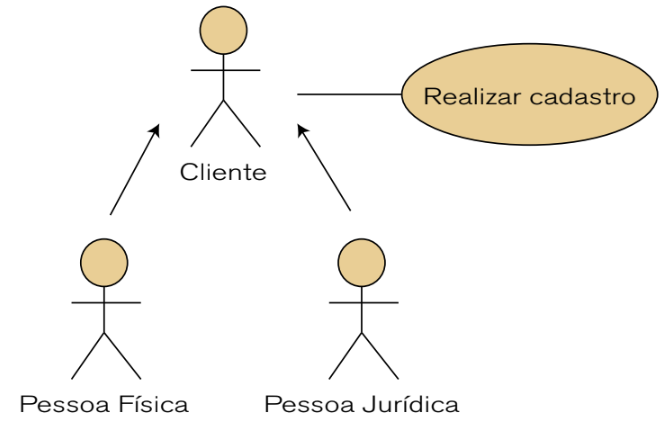 Realizar cadastro
Cliente
Pessoa Física
Pessoa Jurídica